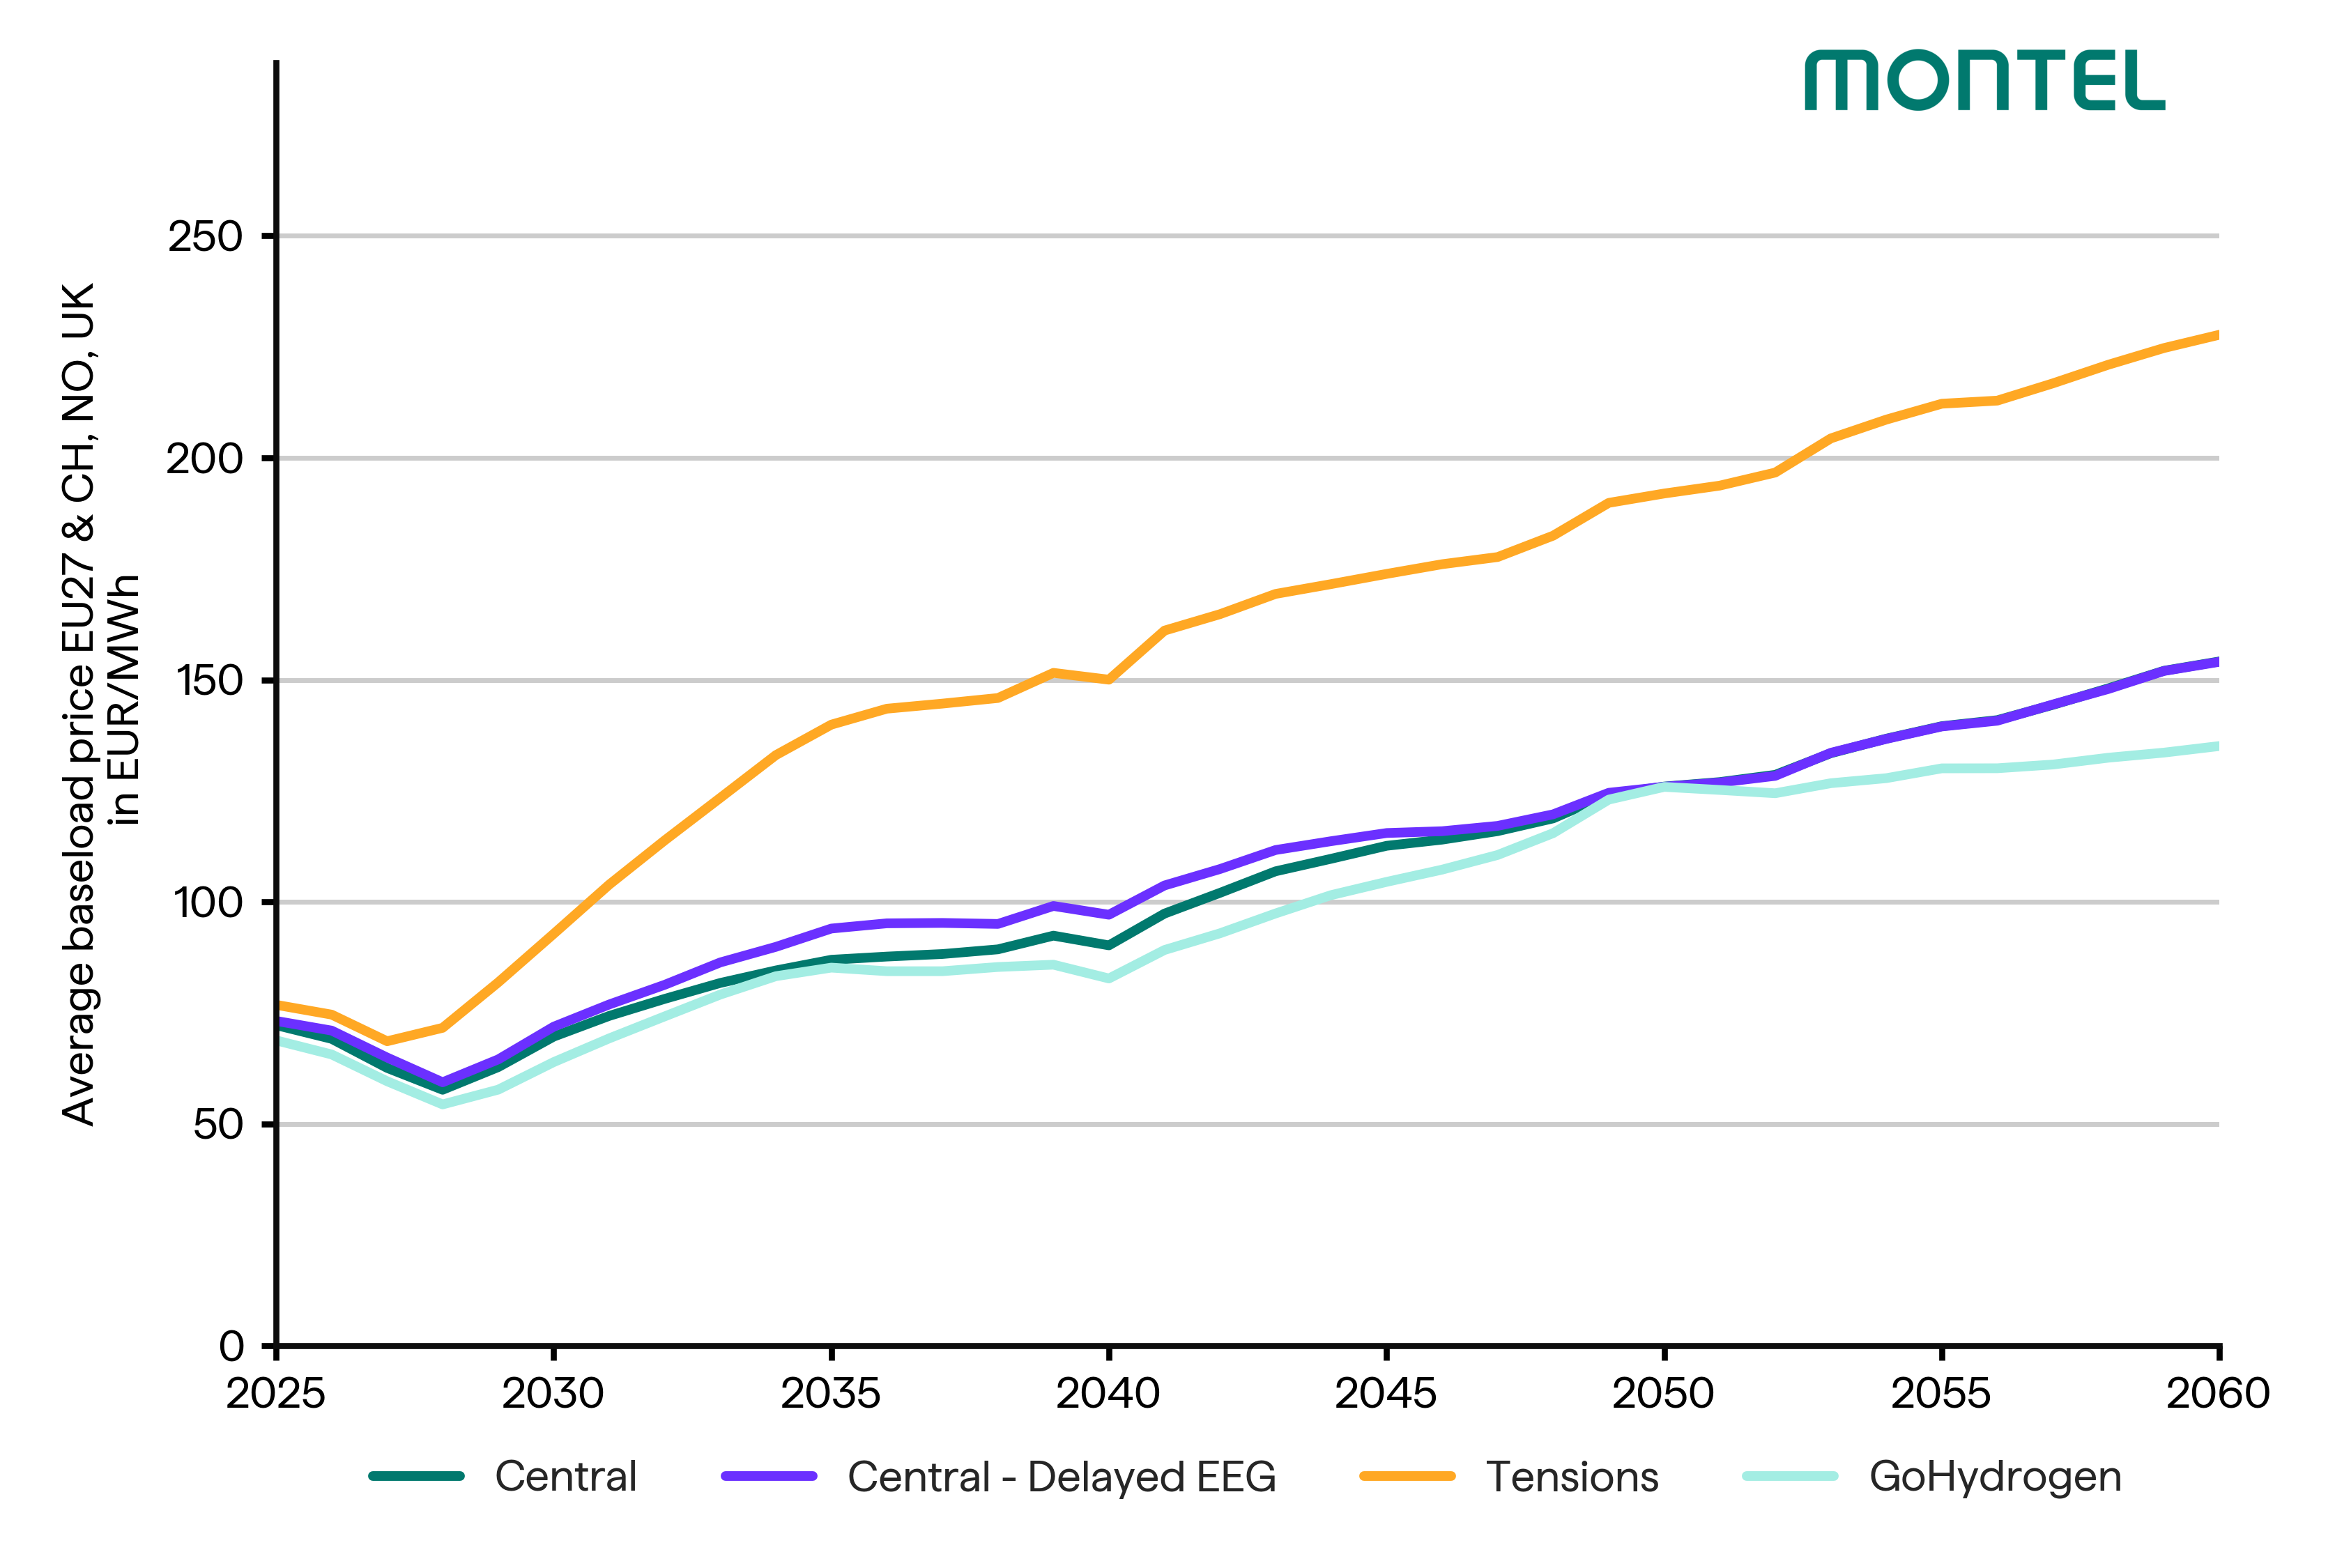 MONTEL
Average baseload price EU27 & CH, NO, UK
in EUR/MWh
250
200
150
100
50
0
2025 2030 2035 2040 2045 2050 2055 2060
Central Central - Delayed EEG Tensions GoHydrogen